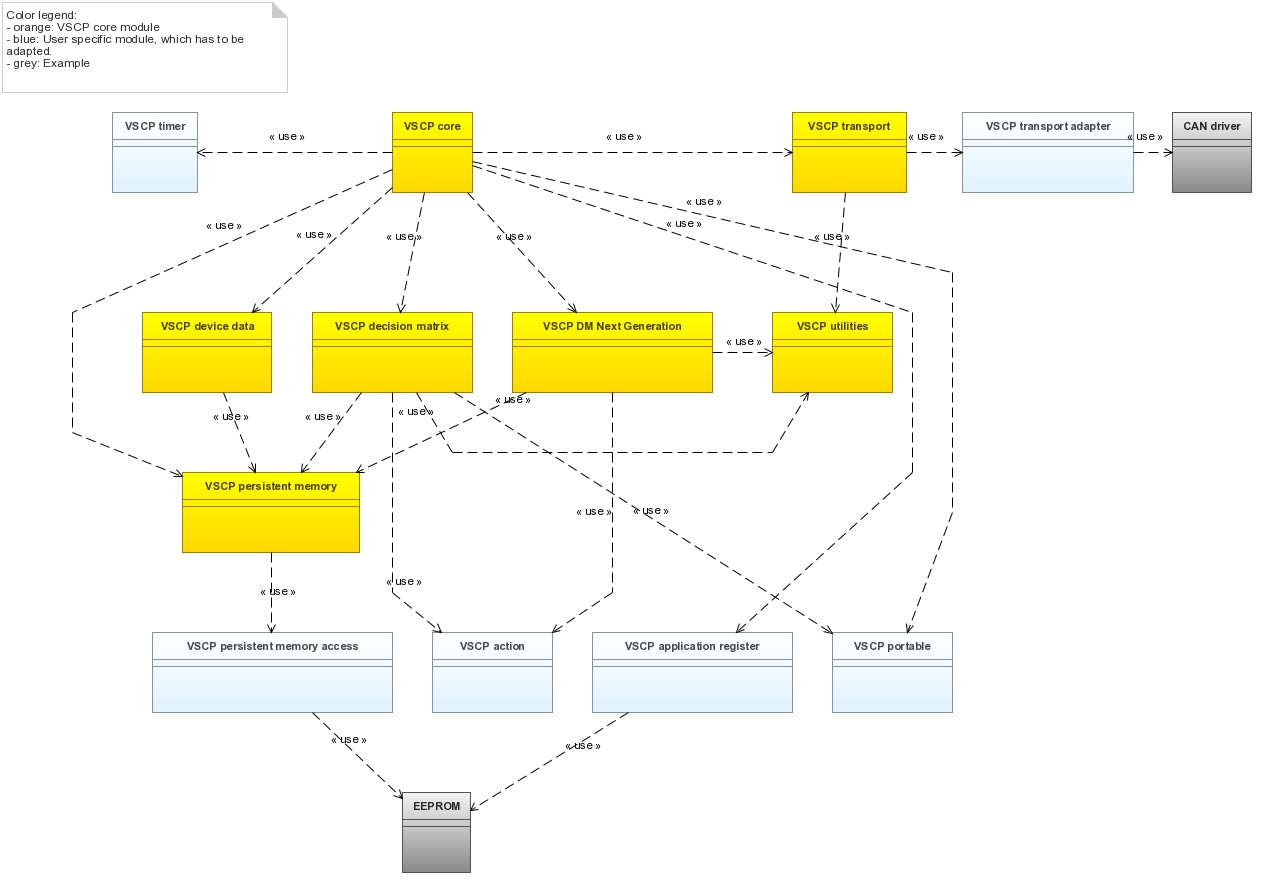 Color legend:
- orange: VSCP core module
- blue: User specific module, which has to be
adapted.
- grey: Example
VSCP timer
« use »
VSCP core
« use »
VSCP transport
« use »
VSCP transport adapter
« use »
CAN driver
« use »
« use »
« use »
« use »
« use »
« use »
« use »
VSCP device data
VSCP decision matrix
VSCP DM Next Generation
« use »
VSCP utilities
« use »
« use »
« use »
« use »
VSCP persistent memory
« use »
« use »
« use »
« use »
VSCP persistent memory access
VSCP action
VSCP application register
VSCP portable
« use »
« use »
EEPROM